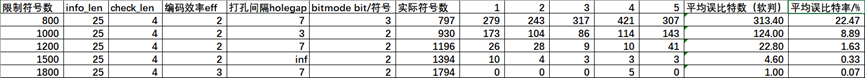 限制符号数 info_len check_len 编码效率eff 打孔间隔holegap bitmode bit/符号 实际符号数 1 2 3 4 5 平均误比特数（软判） 平均误比特率/%
800 25 4 2 7 3 797 279 243 317 421 307 313.40 22.47
1000 25 4 2 3 2 930 173 104 86 114 143 124.00 8.89
1200 25 4 2 7 2 1196 26 28 9 10 41 22.80 1.63
1500 25 4 2 inf 2 1394 10 4 3 3 3 4.60 0.33
1800 25 4 3 7 2 1794 0 0 0 5 0 1.00 0.07